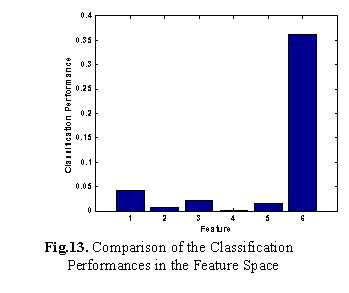 0.4
0.35
0.3
0.25
0.2
0.15
0.1
0.05
0
Classification Performance
1 2 3 4 5 6
Feature
Fig.13. Comparison of the Classification
Performances in the Feature Space